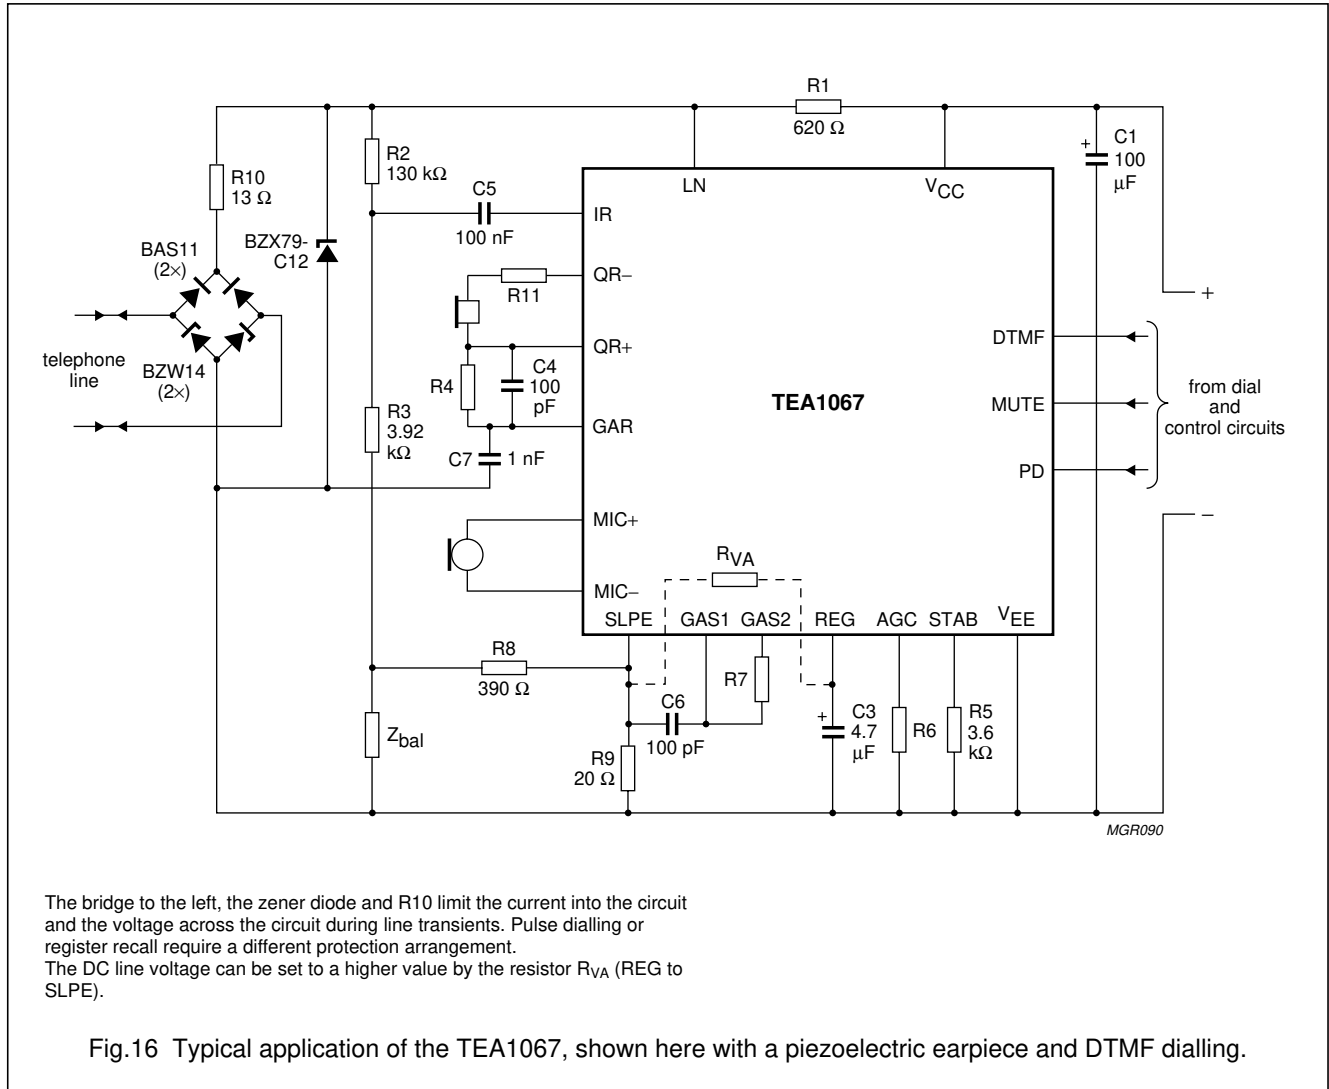 R1
620 Ω
R2
130 kΩ
C1
100
μF
+
R10
13 Ω
C5
100 nF
LN
VCC
IR
BAS11
(2×)
BZX79-
C12
QR−
R11
+
DTMF
telephone
line
BZW14
(2×)
QR+
C4
100
pF
R4
TEA1067
from dial
and
control circuits
MUTE
R3
3.92
kΩ
GAR
C7
1 nF
PD
MIC+
−
RVA
MIC−
SLPE
GAS1
GAS2
REG
AGC
STAB
VEE
R8
390 Ω
R7
C6
100 pF
+
C3
4.7
μF
R6
R5
3.6
kΩ
Zbal
R9
20 Ω
MGR090
The bridge to the left, the zener diode and R10 limit the current into the circuit
and the voltage across the circuit during line transients. Pulse dialling or
register recall require a different protection arrangement.
The DC line voltage can be set to a higher value by the resistor RVA (REG to
SLPE).
Fig.16 Typical application of the TEA1067, shown here with a piezoelectric earpiece and DTMF dialling.